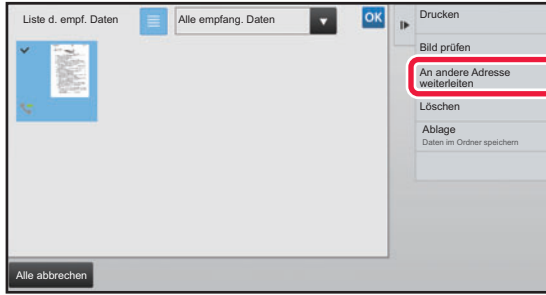 Liste d. empf. Daten
Alle empfang. Daten
OK
Drucken
Bild prüfen
An andere Adresse
weiterleiten
Löschen
Ablage
Daten im Ordner speichern
Alle abbrechen